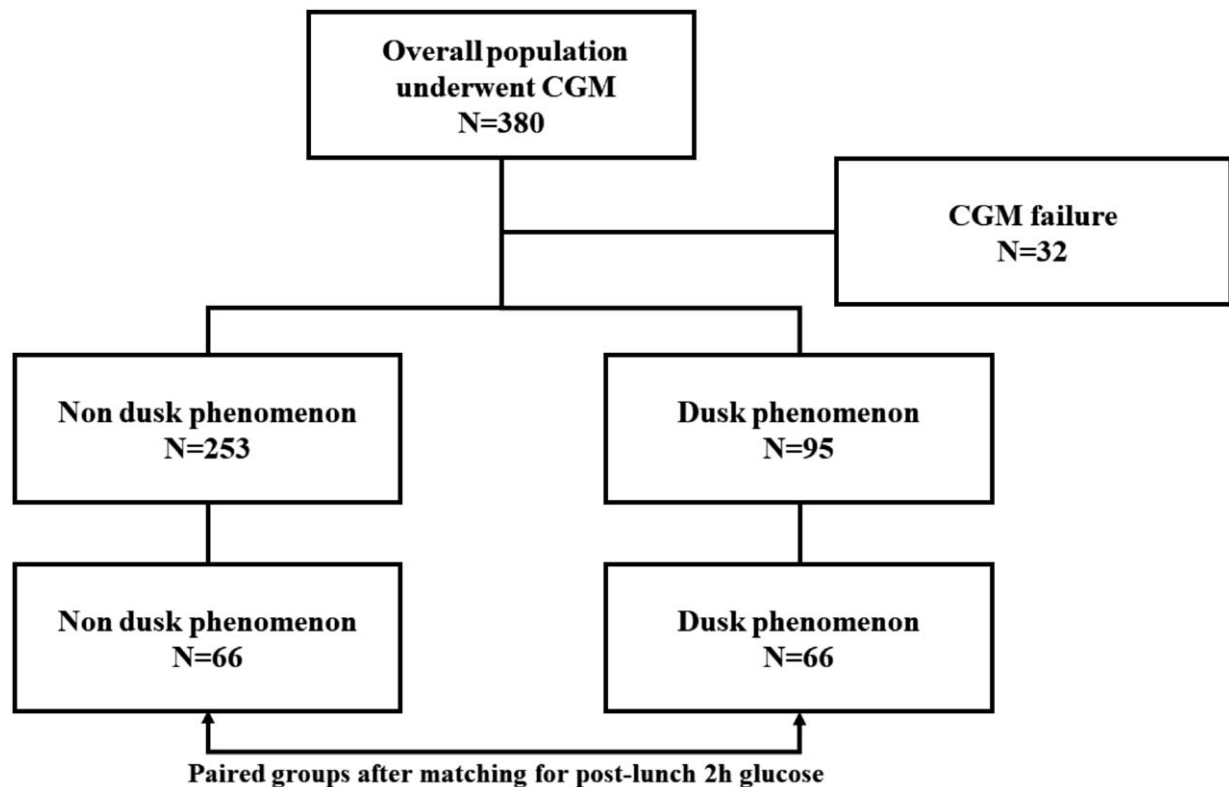 Overall population
underwent CGM
N=380
CGM failure
N=32
Non dusk phenomenon
N=253
Dusk phenomenon
N=95
Non dusk phenomenon
N=66
Dusk phenomenon
N=66
Paired groups after matching for post-lunch 2h glucose